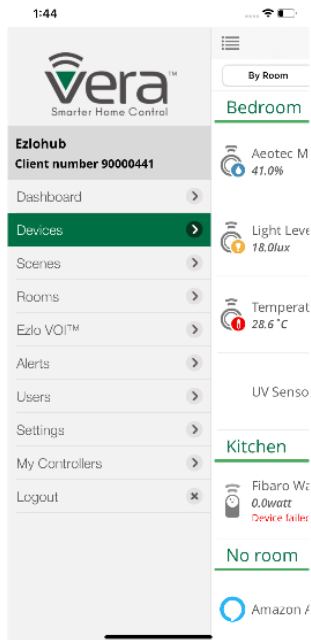 1:44
vera™
Smarter Home Control
Ezlohub
Client number 90000441
Dashboard
Devices
Scenes
Rooms
Ezlo VOI™
Alerts
Users
Settings
My Controllers
Logout
By Room
Bedroom
Aeotec M
41.0%
Light Leve
18.0lux
Temperat
28.6°C
UV Senso
Kitchen
Fibaro Wa
0.0watt
Device failed
No room
Amazon A